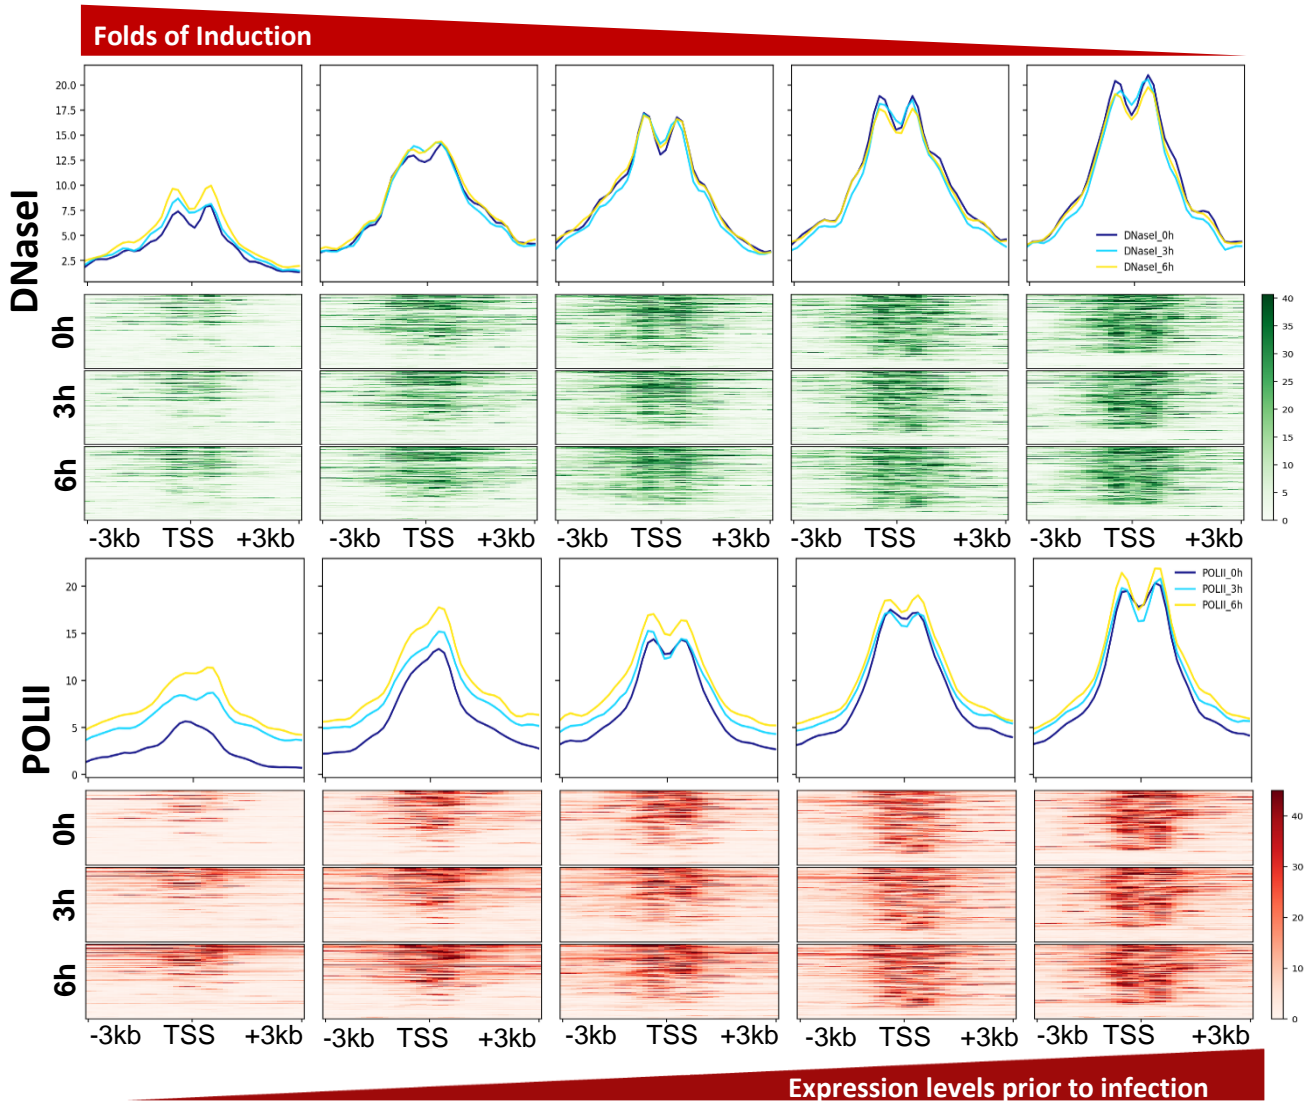 Folds of Induction
DNaseI
20.0
17.5
15.0
12.5
10.0
7.5
5.0
2.5
DNaseI_0h
DNaseI_3h
DNaseI_6h
0h
3h
6h
40
35
30
25
20
15
10
5
0
-3kb TSS +3kb -3kb TSS +3kb -3kb TSS +3kb -3kb TSS +3kb -3kb TSS +3kb
POLII
20
15
10
5
0
POLII_0h
POLII_3h
POLII_6h
0h
3h
6h
40
30
20
10
0
-3kb TSS +3kb -3kb TSS +3kb -3kb TSS +3kb -3kb TSS +3kb -3kb TSS +3kb
Expression levels prior to infection